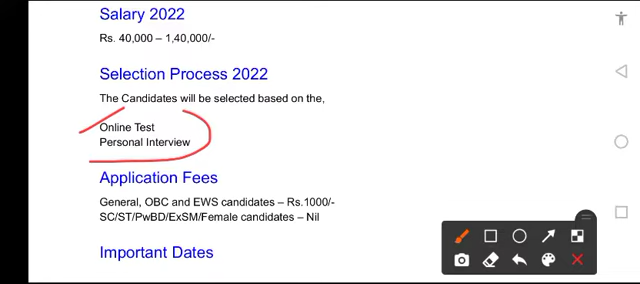 Salary 2022
Rs. 40,000 – 1,40,000/-
Selection Process 2022
The Candidates will be selected based on the,
Online Test
Personal Interview
Application Fees
General, OBC and EWS candidates – Rs.1000/-
SC/ST/PwBD/ExSM/Female candidates – Nil
Important Dates